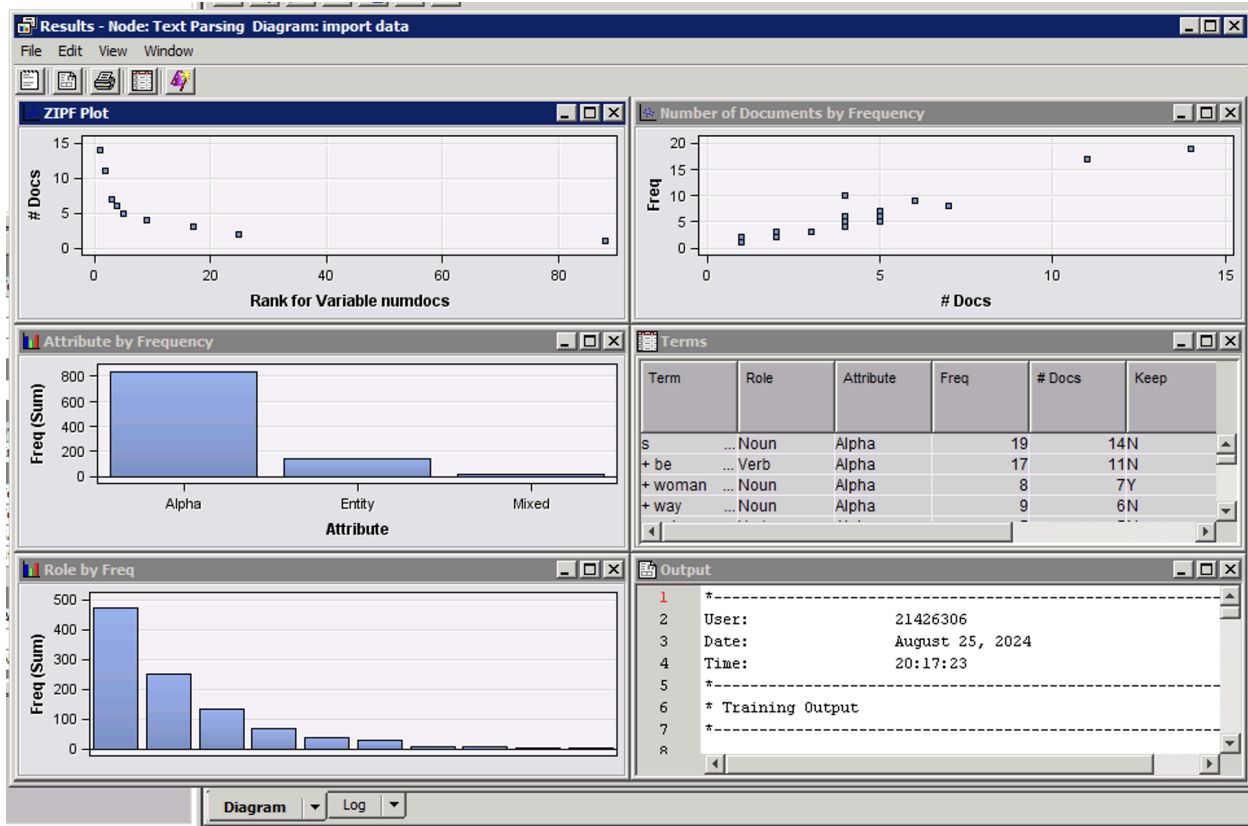 Results - Node: Text Parsing Diagram: import data
File Edit View Window
ZIPF Plot
# Docs
15
10
5
0
0 20 40 60 80
Rank for Variable numdocs
Number of Documents by Frequency
Freq
20
15
10
5
0
0 5 10 15
# Docs
Attribute by Frequency
Freq (Sum)
800
600
400
200
0
Alpha Entity Mixed
Attribute
Terms
Term Role Attribute Freq # Docs Keep
s ... Noun Alpha 19 14 N
+ be ... Verb Alpha 17 11 N
+ woman ... Noun Alpha 8 7 Y
+ way ... Noun Alpha 9 6 N
Role by Freq
Freq (Sum)
500
400
300
200
100
0
Output
1 *------------------------------------------------------------
2 User: 21426306
3 Date: August 25, 2024
4 Time: 20:17:23
5 *------------------------------------------------------------
6 * Training Output
7 *------------------------------------------------------------
8
Diagram Log